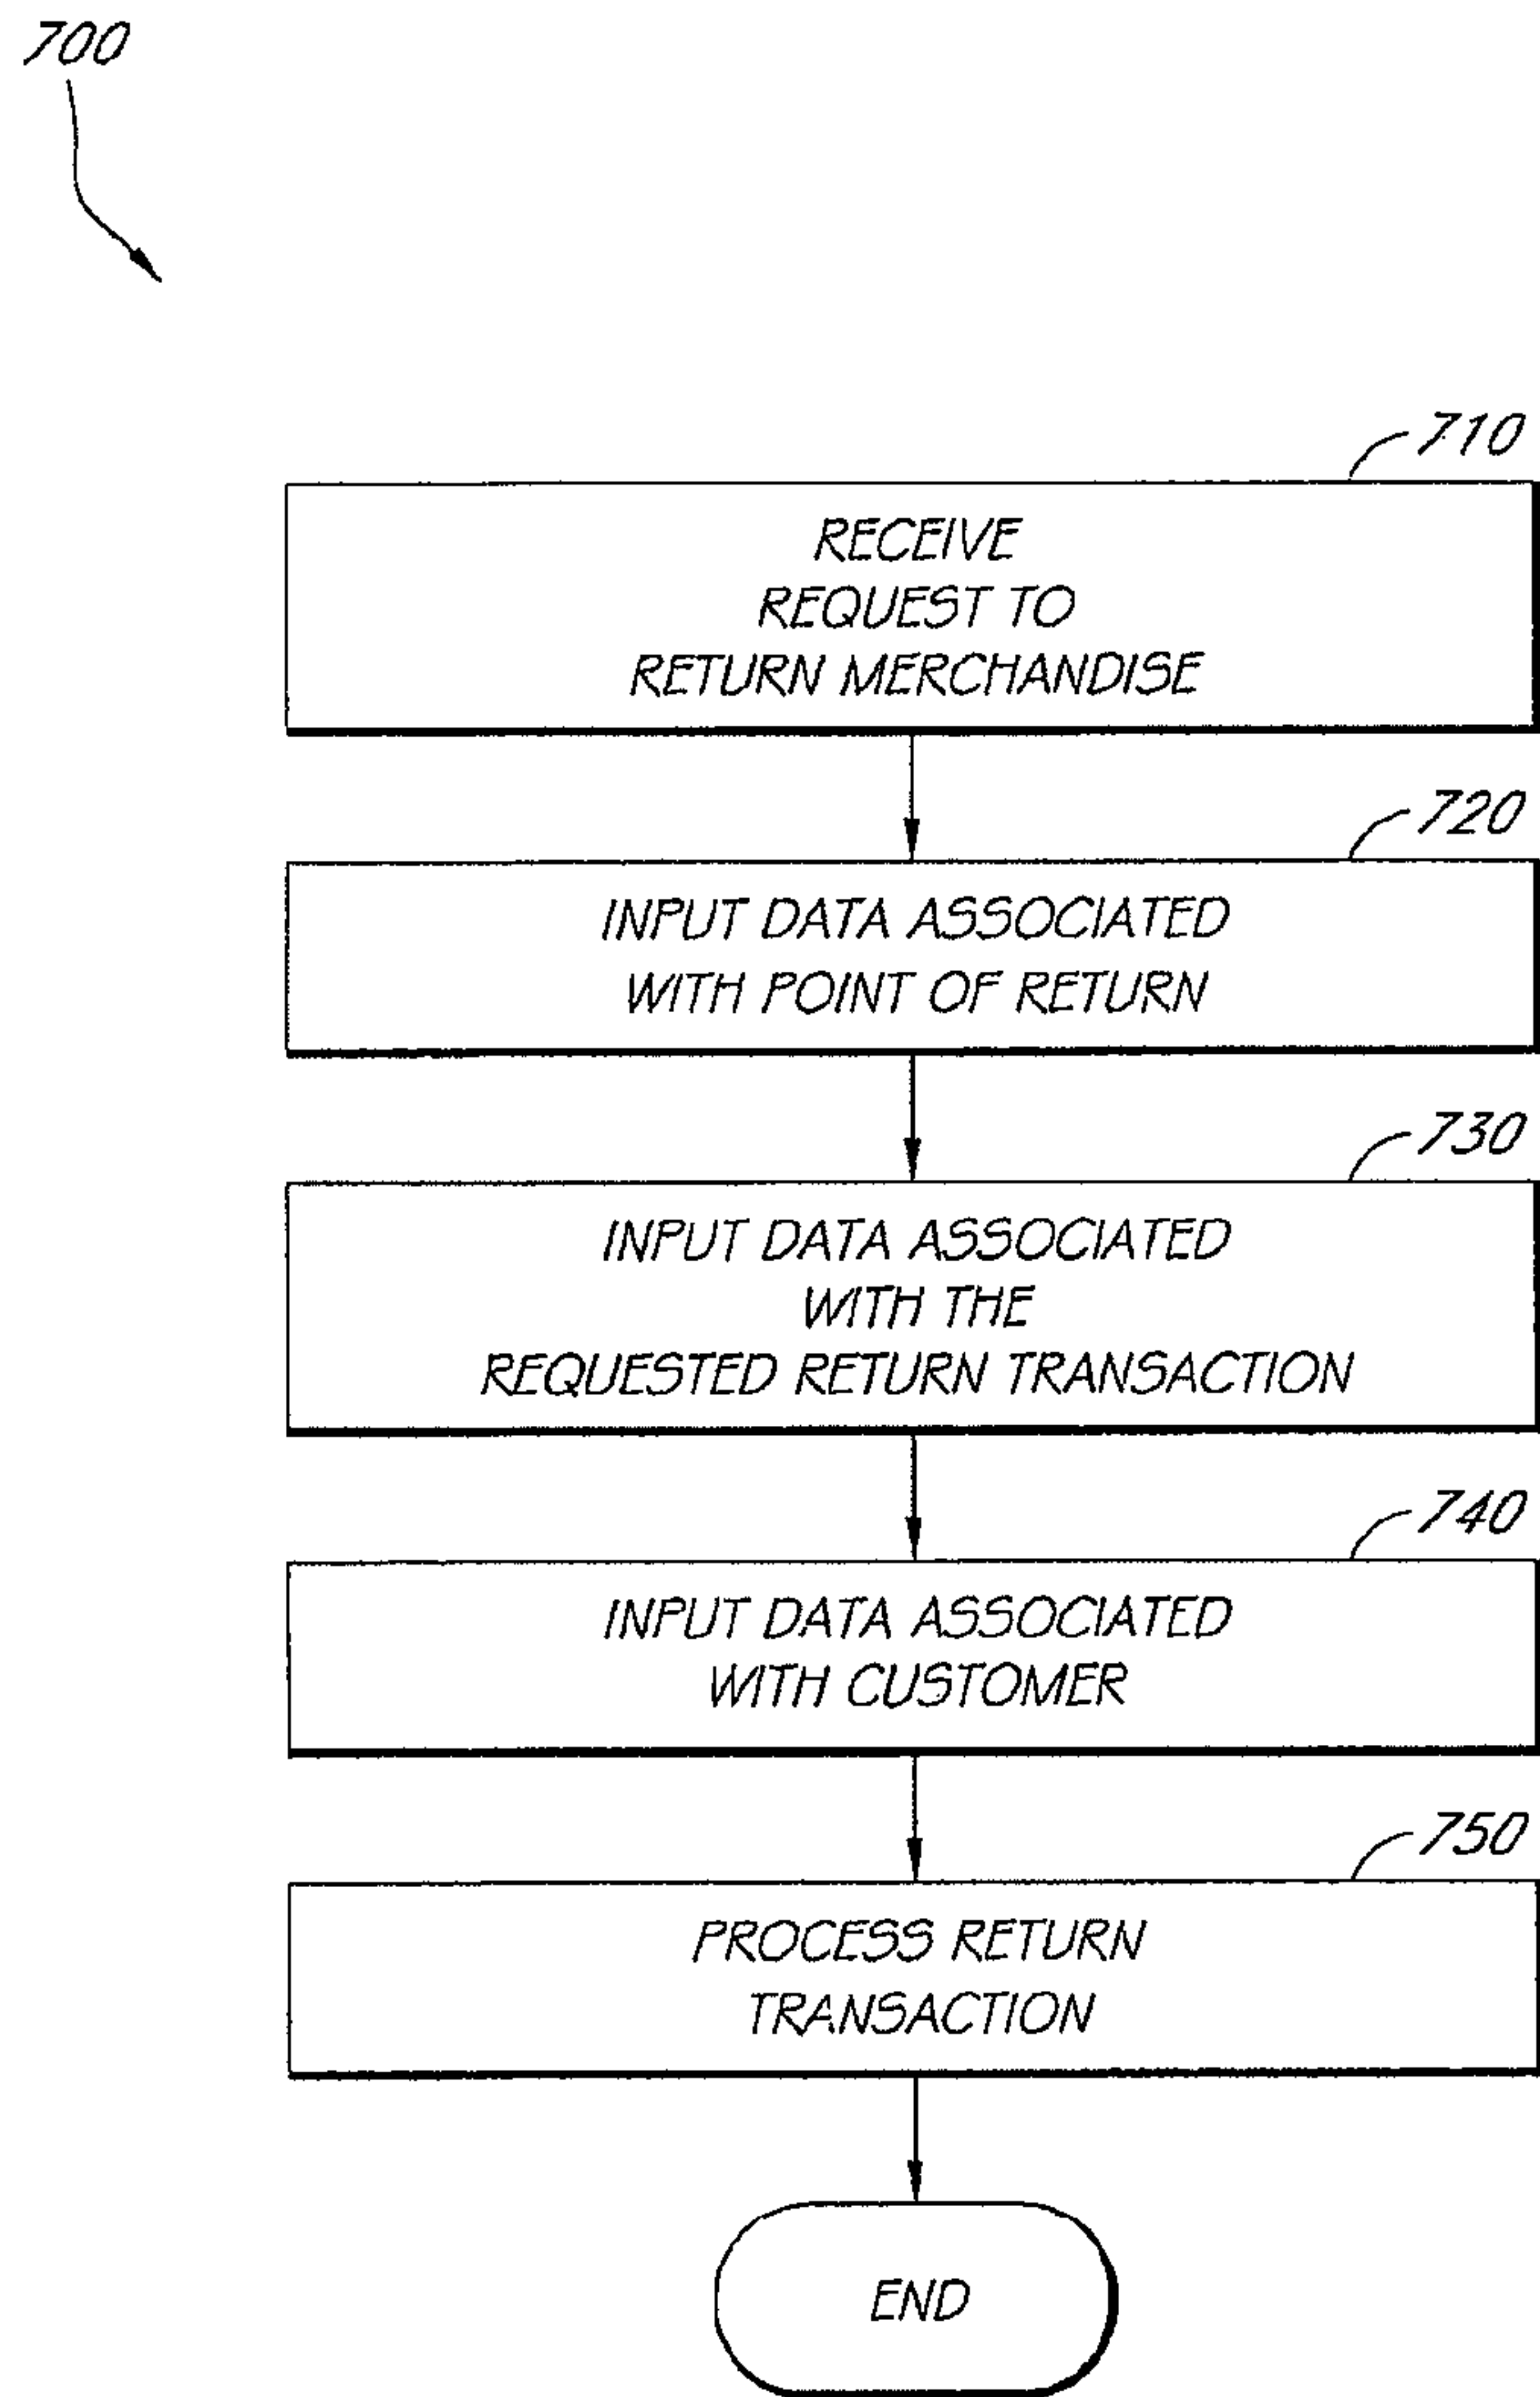 700
710
RECEIVE
REQUEST TO
RETURN MERCHANDISE
720
INPUT DATA ASSOCIATED
WITH POINT OF RETURN
730
INPUT DATA ASSOCIATED
WITH THE
REQUESTED RETURN TRANSACTION
740
INPUT DATA ASSOCIATED
WITH CUSTOMER
750
PROCESS RETURN
TRANSACTION
END